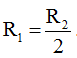 R₁ = R₂/2.